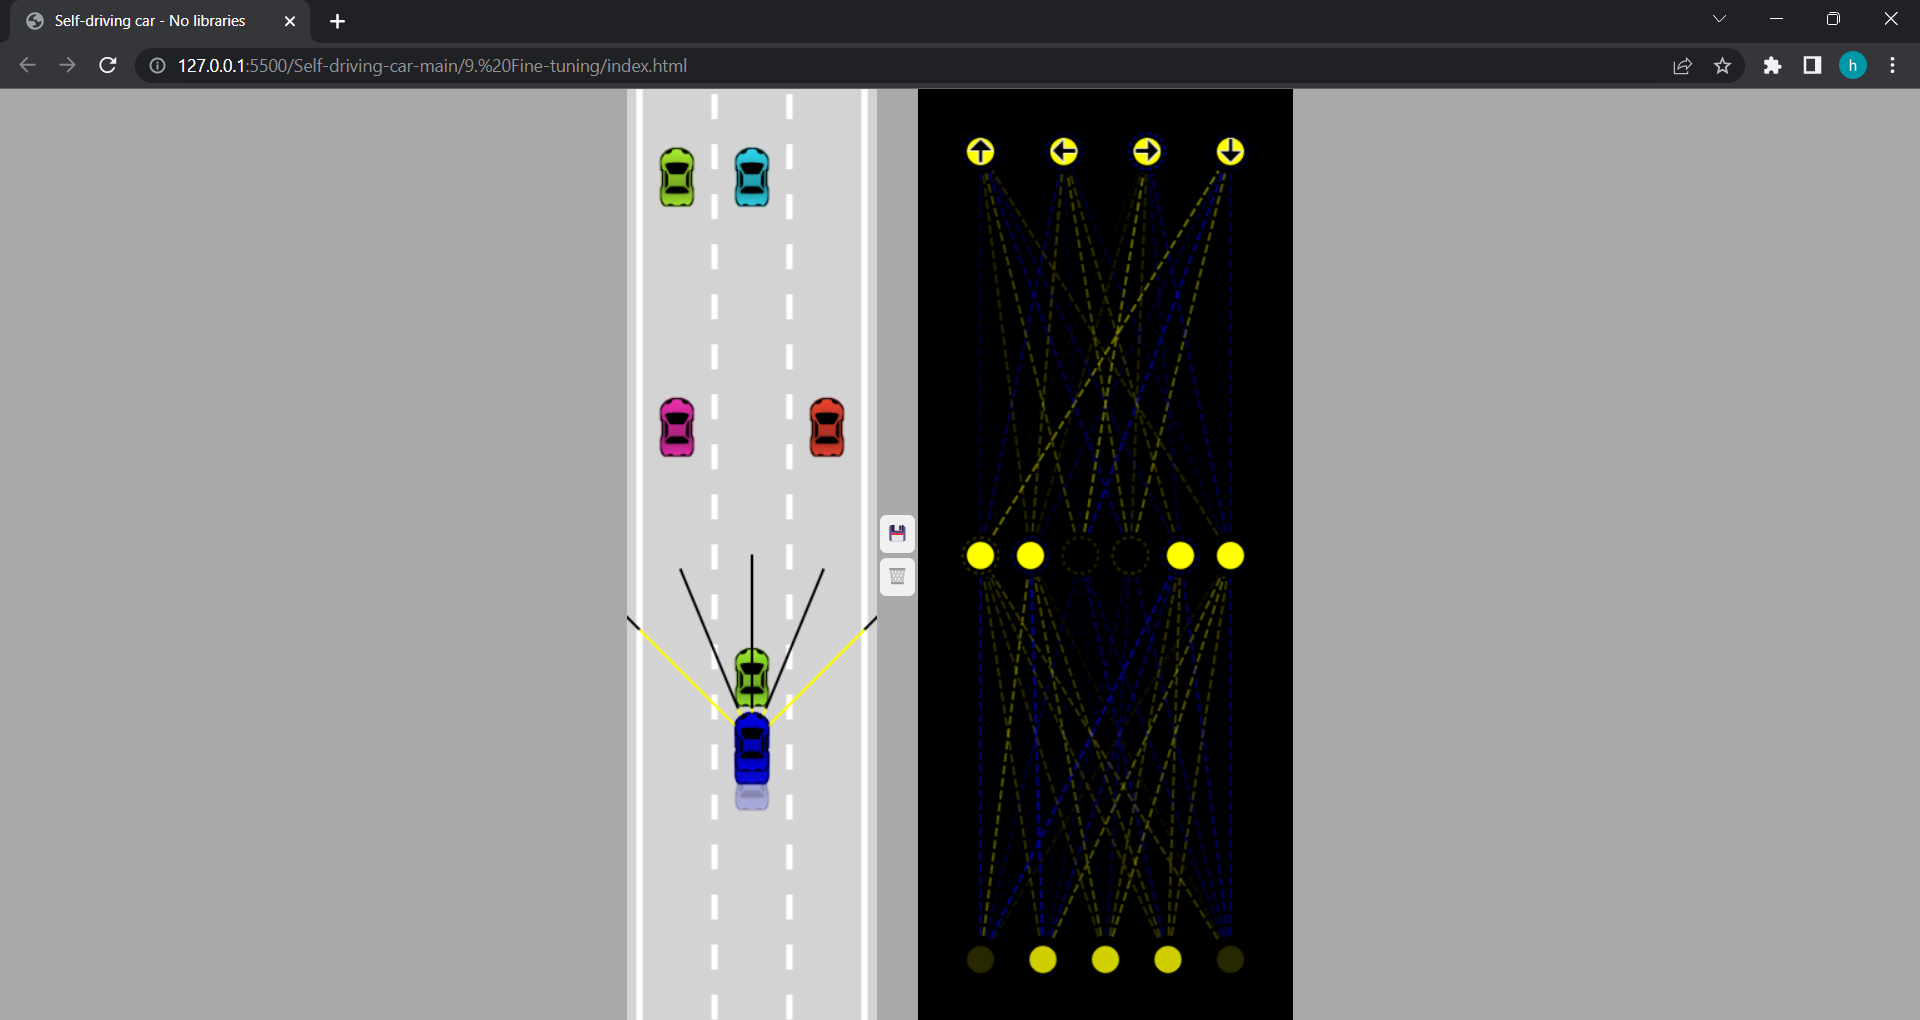 Self-driving car - No libraries
127.0.0.1:5500/Self-driving-car-main/9.%20Fine-tuning/index.html
h